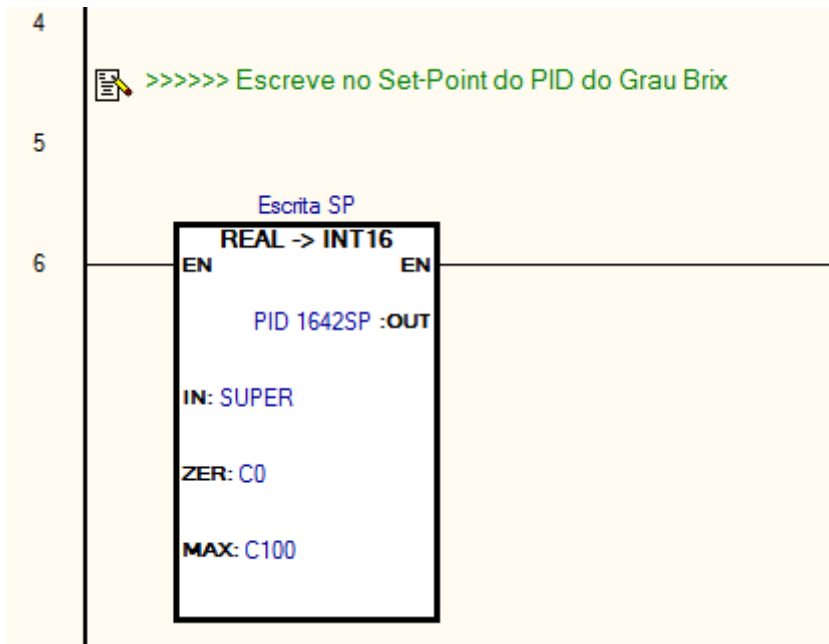 4
>>>>>> Escreve no Set-Point do PID do Grau Brix
5
Escrita SP
REAL -> INT16
6
EN EN
PID 1642SP :OUT
IN: SUPER
ZER: C0
MAX: C100